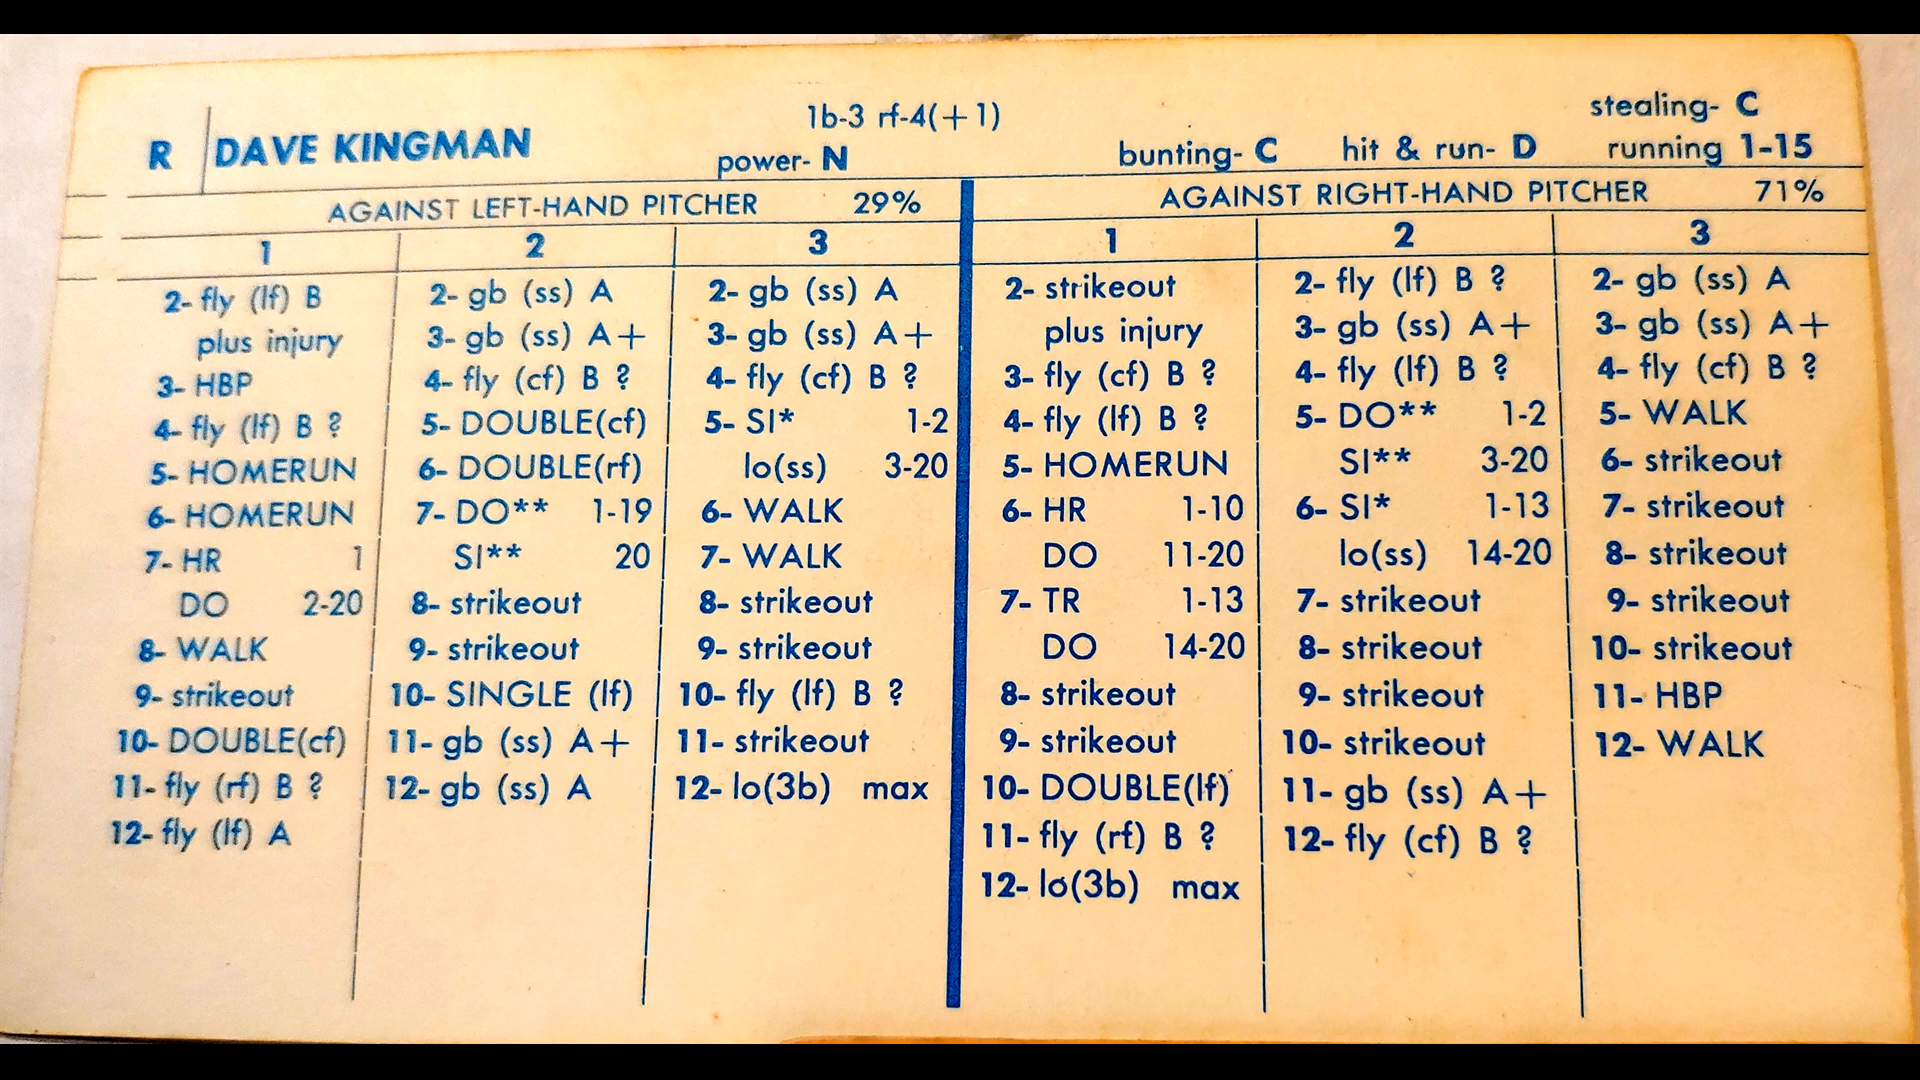 1b-3 rf-4(+1)
stealing- C
R DAVE KINGMAN
power- N
bunting- C
hit & run- D
running 1-15
AGAINST LEFT-HAND PITCHER 29%
1
2- fly (lf) B
plus injury
3- HBP
4- fly (lf) B ?
5- HOMERUN
6- HOMERUN
7- HR 1
DO 2-20
8- WALK
9- strikeout
10- DOUBLE(cf)
11- fly (rf) B ?
12- fly (lf) A
2
2- gb (ss) A
3- gb (ss) A+
4- fly (cf) B ?
5- DOUBLE(cf)
6- DOUBLE(rf)
7- DO** 1-19
SI** 20
8- strikeout
9- strikeout
10- SINGLE (lf)
11- gb (ss) A+
12- gb (ss) A
3
2- gb (ss) A
3- gb (ss) A+
4- fly (cf) B ?
5- SI* 1-2
lo(ss) 3-20
6- WALK
7- WALK
8- strikeout
9- strikeout
10- fly (lf) B ?
11- strikeout
12- lo(3b) max
AGAINST RIGHT-HAND PITCHER 71%
1
2- strikeout
plus injury
3- fly (cf) B ?
4- fly (lf) B ?
5- HOMERUN
6- HR 1-10
DO 11-20
7- TR 1-13
DO 14-20
8- strikeout
9- strikeout
10- DOUBLE(lf)
11- fly (rf) B ?
12- lo(3b) max
2
2- fly (lf) B ?
3- gb (ss) A+
4- fly (lf) B ?
5- DO** 1-2
SI** 3-20
6- SI* 1-13
lo(ss) 14-20
7- strikeout
8- strikeout
9- strikeout
10- strikeout
11- gb (ss) A+
12- fly (cf) B ?
3
2- gb (ss) A
3- gb (ss) A+
4- fly (cf) B ?
5- WALK
6- strikeout
7- strikeout
8- strikeout
9- strikeout
10- strikeout
11- HBP
12- WALK